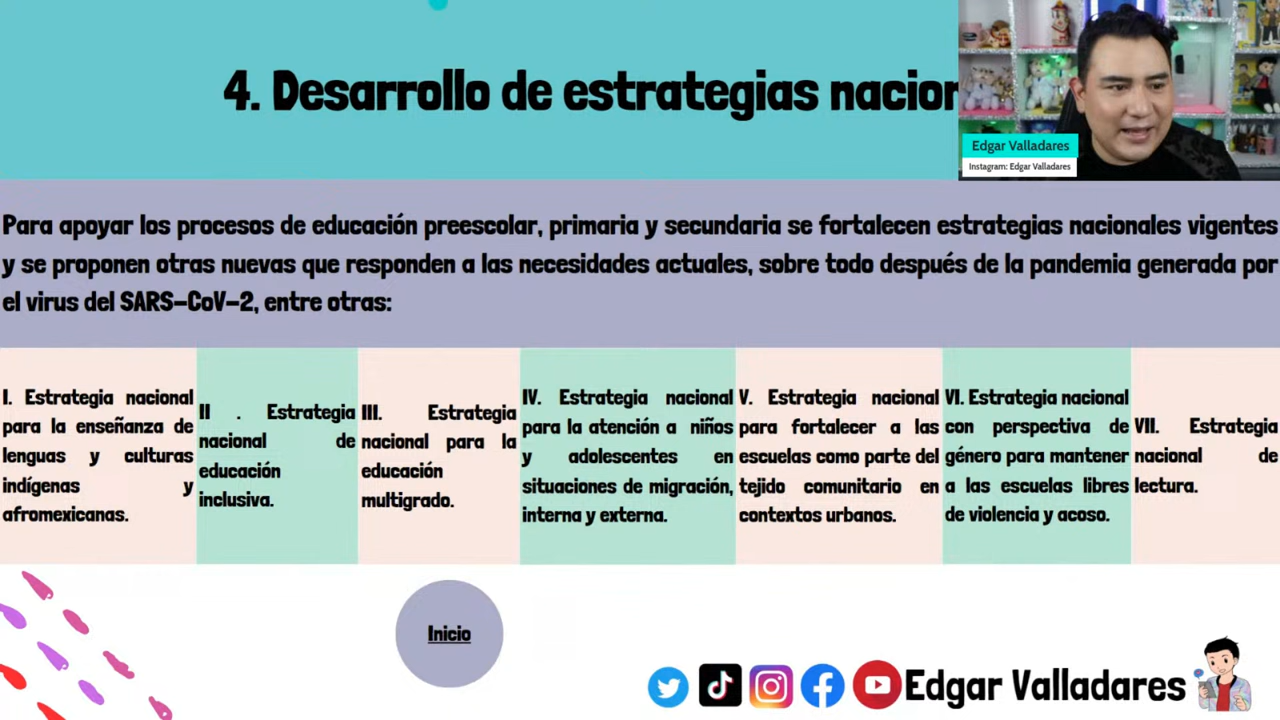 4. Desarrollo de estrategias nacion
Edgar Valladares
Instagram: Edgar Valladares
Para apoyar los procesos de educación preescolar, primaria y secundaria se fortalecen estrategias nacionales vigentes
y se proponen otras nuevas que responden a las necesidades actuales, sobre todo después de la pandemia generada por
el virus del SARS-CoV-2, entre otras:
I. Estrategia nacional
para la enseñanza de
lenguas y culturas
indígenas y
afromexicanas.
II . Estrategia
nacional de
educación
inclusiva.
III. Estrategia
nacional para la
educación
multigrado.
IV. Estrategia nacional
para la atención a niños
y adolescentes en
situaciones de migración,
interna y externa.
V. Estrategia nacional
para fortalecer a las
escuelas como parte del
tejido comunitario en
contextos urbanos.
VI. Estrategia nacional
con perspectiva de
género para mantener
a las escuelas libres
de violencia y acoso.
VII. Estrategia
nacional de
lectura.
Inicio
Edgar Valladares